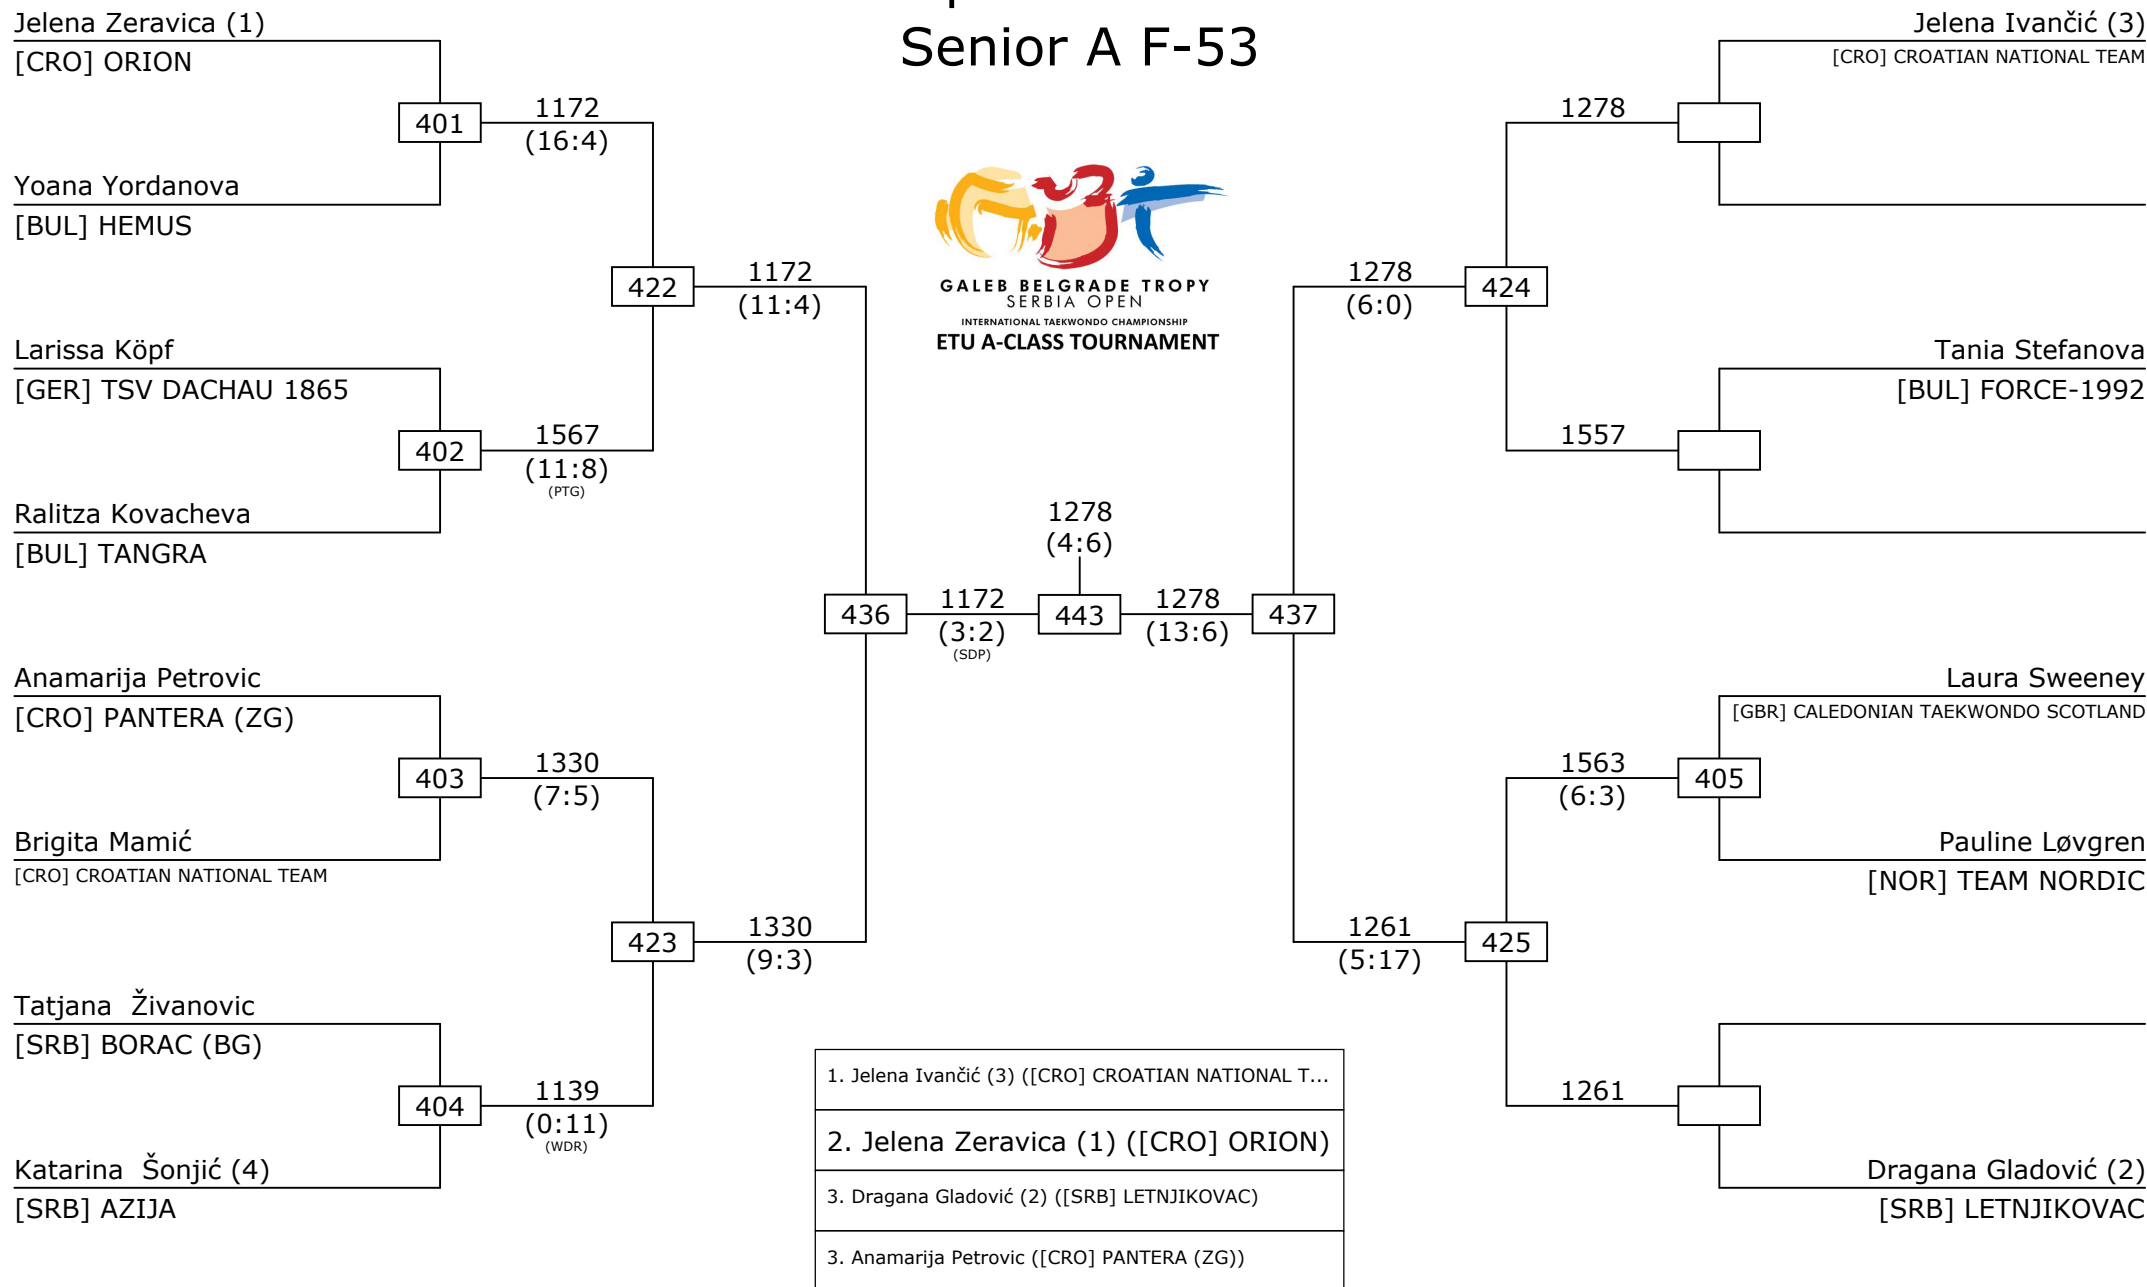 Senior A F-53
Jelena Zeravica (1)
[CRO] ORION
401
1172
(16:4)
Yoana Yordanova
[BUL] HEMUS
422
1172
(11:4)
Larissa Köpf
[GER] TSV DACHAU 1865
402
1567
(11:8)
(PTG)
Ralitza Kovacheva
[BUL] TANGRA
436
1172
(3:2)
(SDP)
Anamarija Petrovic
[CRO] PANTERA (ZG)
403
1330
(7:5)
Brigita Mamić
[CRO] CROATIAN NATIONAL TEAM
423
1330
(9:3)
Tatjana  Živanovic
[SRB] BORAC (BG)
404
1139
(0:11)
(WDR)
Katarina  Šonjić (4)
[SRB] AZIJA
GALEB BELGRADE TROPY
SERBIA OPEN
INTERNATIONAL TAEKWONDO CHAMPIONSHIP
ETU A-CLASS TOURNAMENT
1278
(4:6)
443
1278
(13:6)
437
Jelena Ivančić (3)
[CRO] CROATIAN NATIONAL TEAM
1278
1278
(6:0)
424
Tania Stefanova
[BUL] FORCE-1992
1557
Laura Sweeney
[GBR] CALEDONIAN TAEKWONDO SCOTLAND
1563
(6:3)
405
Pauline Løvgren
[NOR] TEAM NORDIC
1261
(5:17)
425
1261
Dragana Gladović (2)
[SRB] LETNJIKOVAC
1. Jelena Ivančić (3) ([CRO] CROATIAN NATIONAL T...
2. Jelena Zeravica (1) ([CRO] ORION)
3. Dragana Gladović (2) ([SRB] LETNJIKOVAC)
3. Anamarija Petrovic ([CRO] PANTERA (ZG))